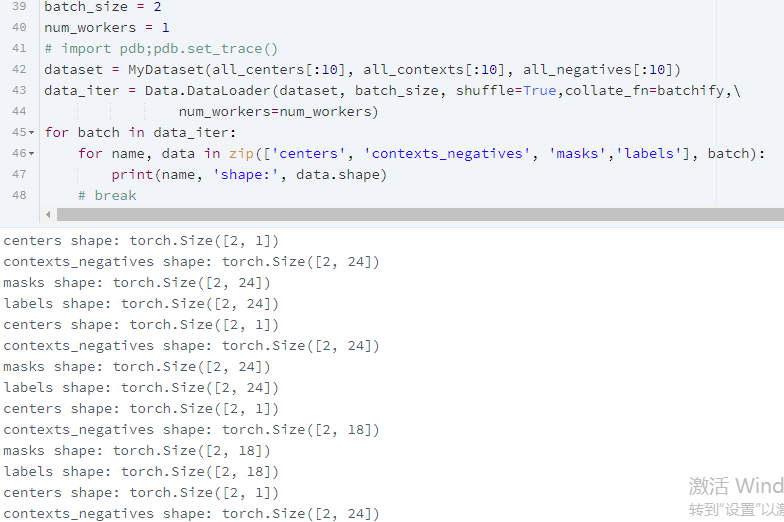 39 batch_size = 2
40 num_workers = 1
41 # import pdb;pdb.set_trace()
42 dataset = MyDataset(all_centers[:10], all_contexts[:10], all_negatives[:10])
43 data_iter = Data.DataLoader(dataset, batch_size, shuffle=True,collate_fn=batchify,\
44 num_workers=num_workers)
45 for batch in data_iter:
46 for name, data in zip(['centers', 'contexts_negatives', 'masks','labels'], batch):
47 print(name, 'shape:', data.shape)
48 # break
centers shape: torch.Size([2, 1])
contexts_negatives shape: torch.Size([2, 24])
masks shape: torch.Size([2, 24])
labels shape: torch.Size([2, 24])
centers shape: torch.Size([2, 1])
contexts_negatives shape: torch.Size([2, 24])
masks shape: torch.Size([2, 24])
labels shape: torch.Size([2, 24])
centers shape: torch.Size([2, 1])
contexts_negatives shape: torch.Size([2, 18])
masks shape: torch.Size([2, 18])
labels shape: torch.Size([2, 18])
centers shape: torch.Size([2, 1])
contexts_negatives shape: torch.Size([2, 24])
激活 Wind
转到"设置"以激